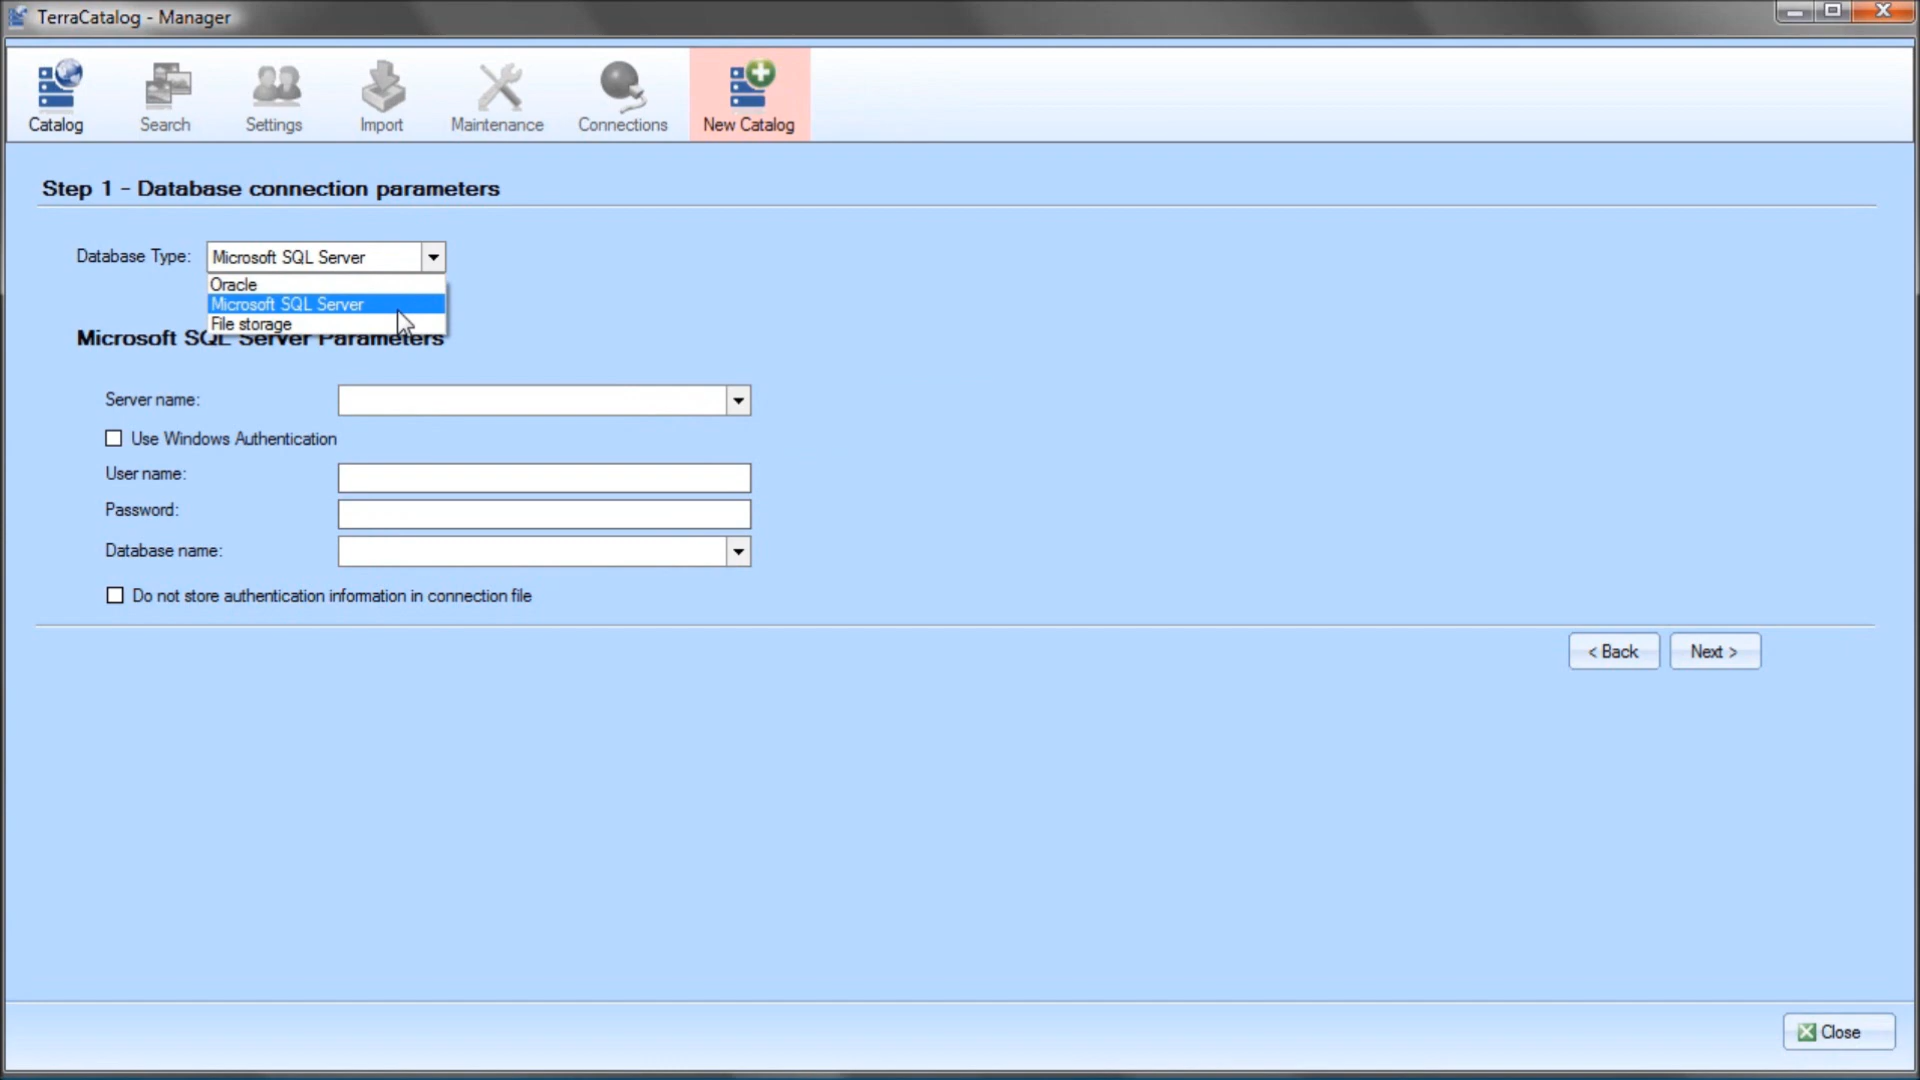 TerraCatalog - Manager
Catalog
Search
Settings
Import
Maintenance
Connections
New Catalog
Step 1 - Database connection parameters
Database Type:
Microsoft SQL Server
Oracle
Microsoft SQL Server
File storage
Microsoft SQL Server Parameters
Server name:
Use Windows Authentication
User name:
Password:
Database name:
Do not store authentication information in connection file
< Back
Next >
Close